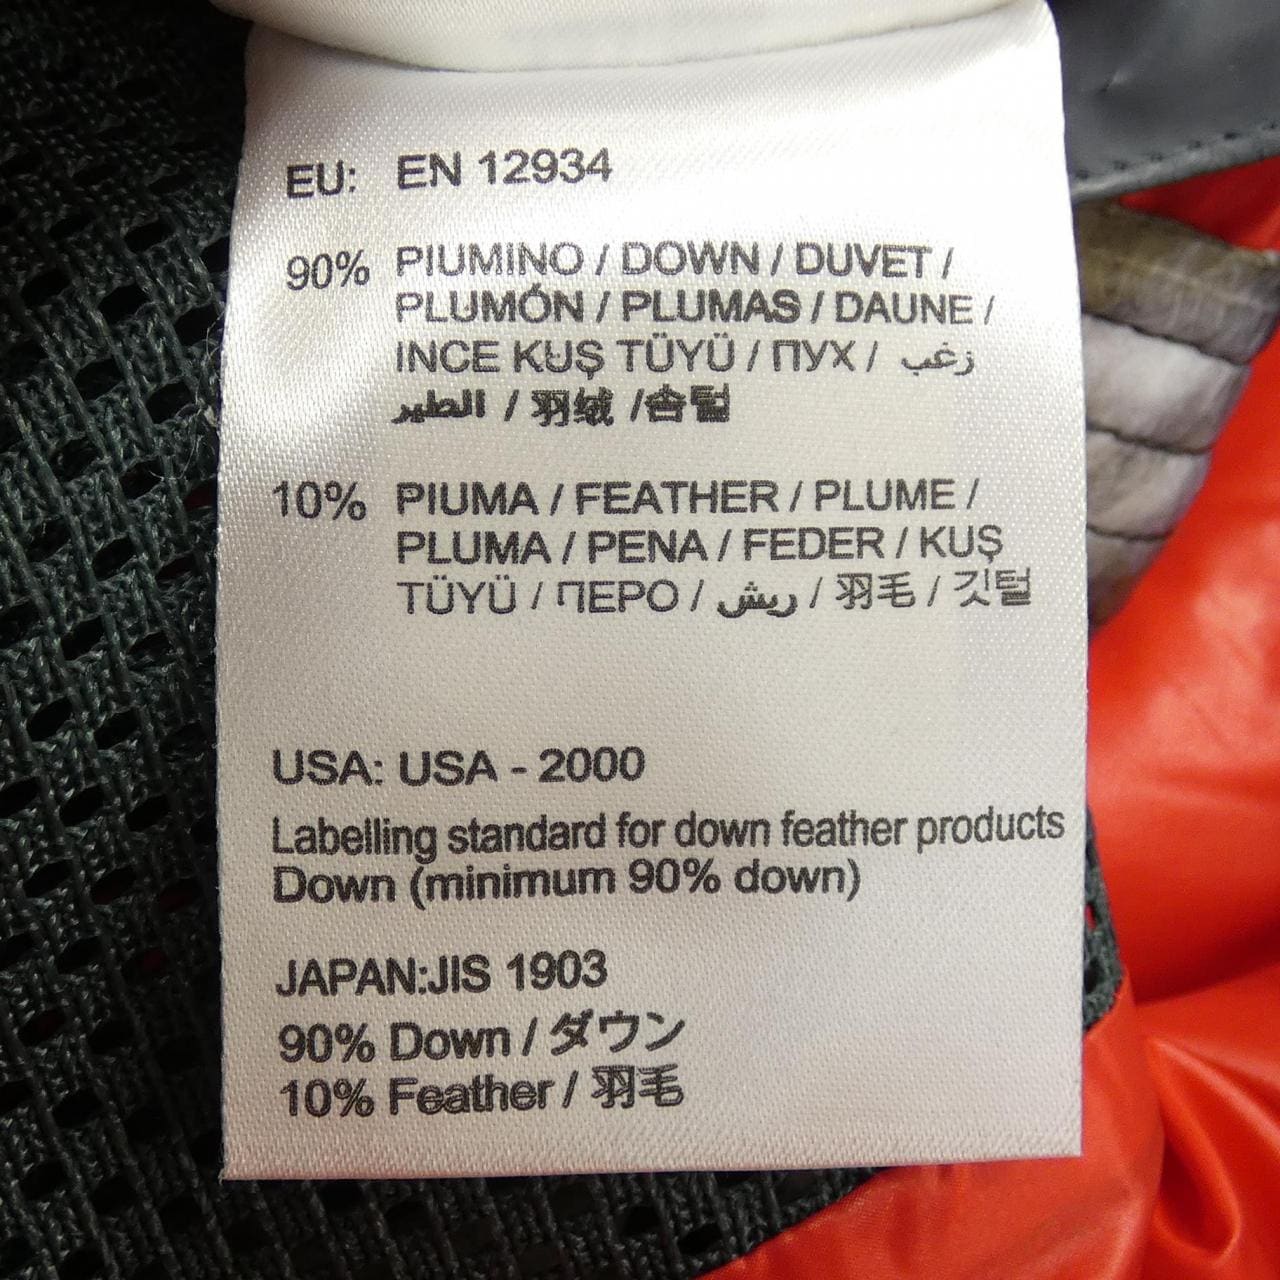 EU: EN 12934
90% PIUMINO / DOWN / DUVET /
PLUMÓN / PLUMAS / DAUNE /
INCE KUŞ TÜYÜ / ПУХ / زغب
الطير / 羽绒 /솜털
10% PIUMA / FEATHER / PLUME /
PLUMA / PENA / FEDER / KUŞ
TÜYÜ / ПЕРО / ريش / 羽毛 / 깃털
USA: USA - 2000
Labelling standard for down feather products
Down (minimum 90% down)
JAPAN:JIS 1903
90% Down / ダウン
10% Feather / 羽毛